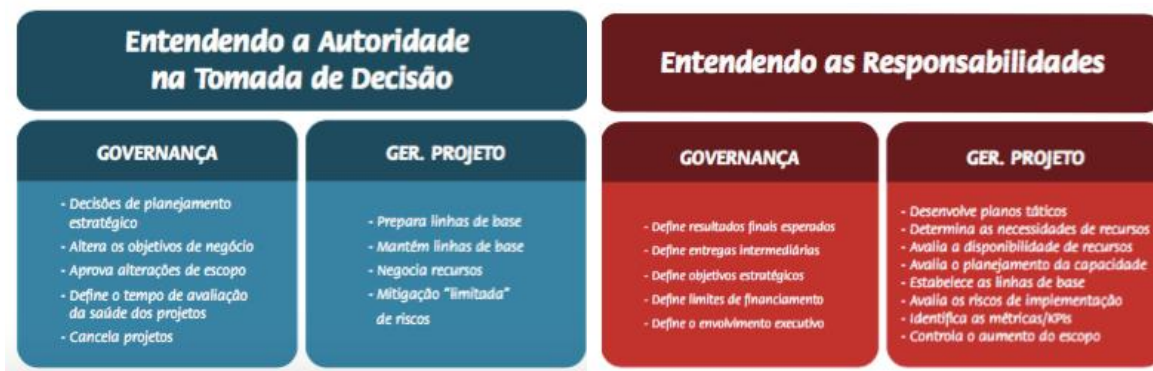 Entendendo a Autoridade
na Tomada de Decisão
GOVERNANÇA
- Decisões de planejamento
estratégico
- Altera os objetivos de negócio
- Aprova alterações de escopo
- Define o tempo de avaliação
da saúde dos projetos
- Cancela projetos
GER. PROJETO
- Prepara linhas de base
- Mantém linhas de base
- Negocia recursos
- Mitigação "limitada"
de riscos
Entendendo as Responsabilidades
GOVERNANÇA
- Define resultados finais esperados
- Define entregas intermediárias
- Define objetivos estratégicos
- Define limites de financiamento
- Define o envolvimento executivo
GER. PROJETO
- Desenvolve planos táticos
- Determina as necessidades de recursos
- Avalia a disponibilidade de recursos
- Avalia o planejamento da capacidade
- Estabelece as linhas de base
- Avalia os riscos de implementação
- Identifica as métricas/KPIs
- Controla o aumento do escopo